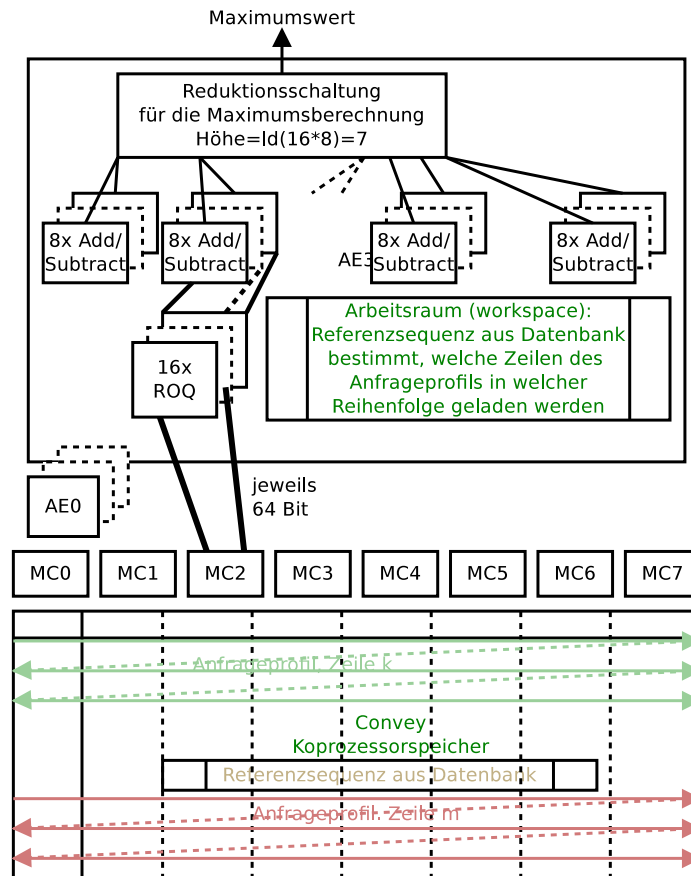 Maximumswert
Reduktionsschaltung
für die Maximumsberechnung
Höhe=ld(16*8)=7
8x Add/
Subtract
8x Add/
Subtract
8x Add/
Subtract
8x Add/
Subtract
AE3
Arbeitsraum (workspace):
Referenzsequenz aus Datenbank
bestimmt, welche Zeilen des
Anfrageprofils in welcher
Reihenfolge geladen werden
16x
ROQ
AE0
jeweils
64 Bit
MC0 MC1 MC2 MC3 MC4 MC5 MC6 MC7
Anfrageprofil, Zeile k
Convey
Koprozessorspeicher
Referenzsequenz aus Datenbank
Anfrageprofil. Zeile m